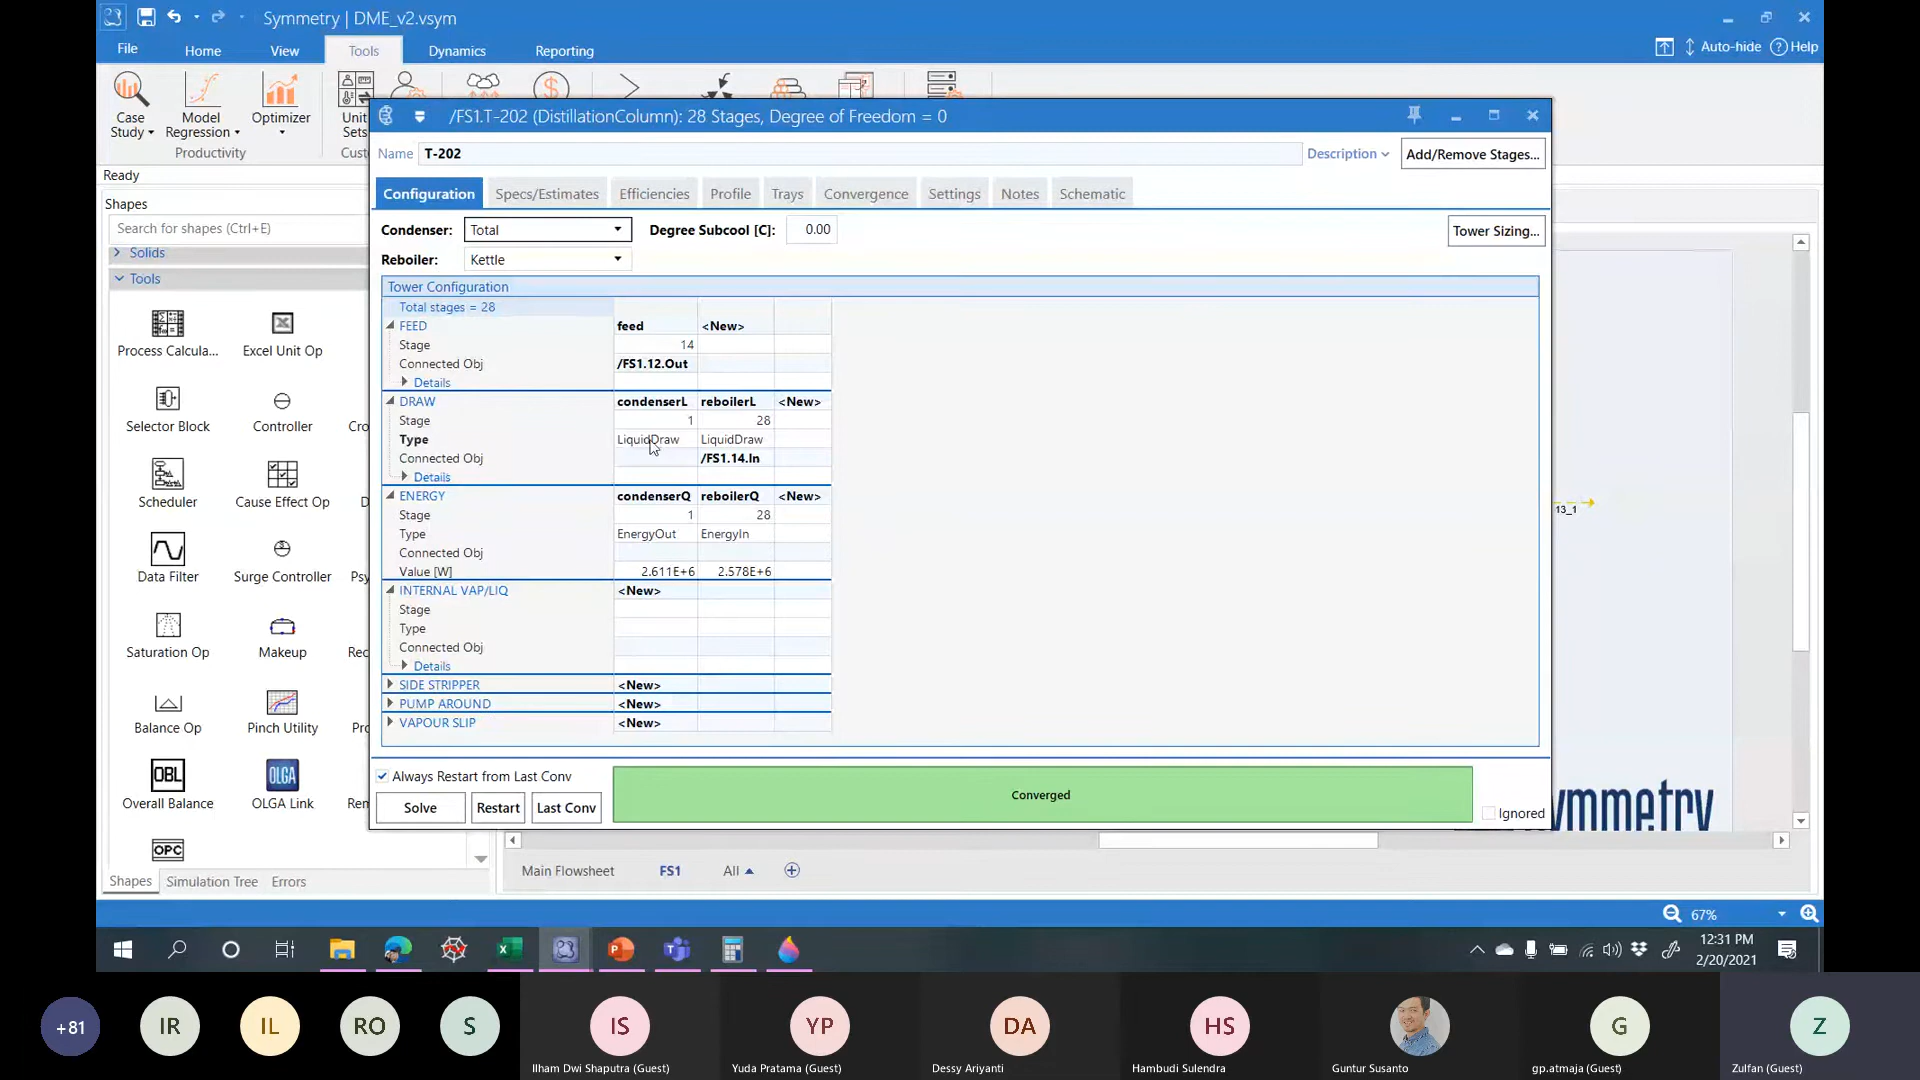 Symmetry | DME_v2.vsym
File Home View Tools Dynamics Reporting
Auto-hide Help
Case Study
Model Regression
Optimizer
Unit Sets
Productivity
Ready
Shapes
Search for shapes (Ctrl+E)
Solids
Tools
Process Calcula...
Excel Unit Op
Selector Block
Controller
Scheduler
Cause Effect Op
Data Filter
Surge Controller
Saturation Op
Makeup
Balance Op
Pinch Utility
OBL
Overall Balance
OLGA
OLGA Link
OPC
Shapes Simulation Tree Errors
/FS1.T-202 (DistillationColumn): 28 Stages, Degree of Freedom = 0
Name T-202 Description Add/Remove Stages...
Configuration Specs/Estimates Efficiencies Profile Trays Convergence Settings Notes Schematic
Condenser: Total Degree Subcool [C]: 0.00 Tower Sizing...
Reboiler: Kettle
Tower Configuration
Total stages = 28
FEED feed <New>
Stage 14
Connected Obj /FS1.12.Out
Details
DRAW condenserL reboilerL <New>
Stage 1 28
Type LiquidDraw LiquidDraw
Connected Obj /FS1.14.In
Details
ENERGY condenserQ reboilerQ <New>
Stage 1 28
Type EnergyOut EnergyIn
Connected Obj
Value [W] 2.611E+6 2.578E+6
INTERNAL VAP/LIQ <New>
Stage
Type
Connected Obj
Details
SIDE STRIPPER <New>
PUMP AROUND <New>
VAPOUR SLIP <New>
Always Restart from Last Conv
Solve Restart Last Conv
Converged
Ignored
13_1
Main Flowsheet FS1 All
67%
12:31 PM
2/20/2021
+81
IR
IL
RO
S
IS
Ilham Dwi Shaputra (Guest)
YP
Yuda Pratama (Guest)
DA
Dessy Ariyanti
HS
Hambudi Sulendra
Guntur Susanto
G
gp.atmaja (Guest)
Z
Zulfan (Guest)